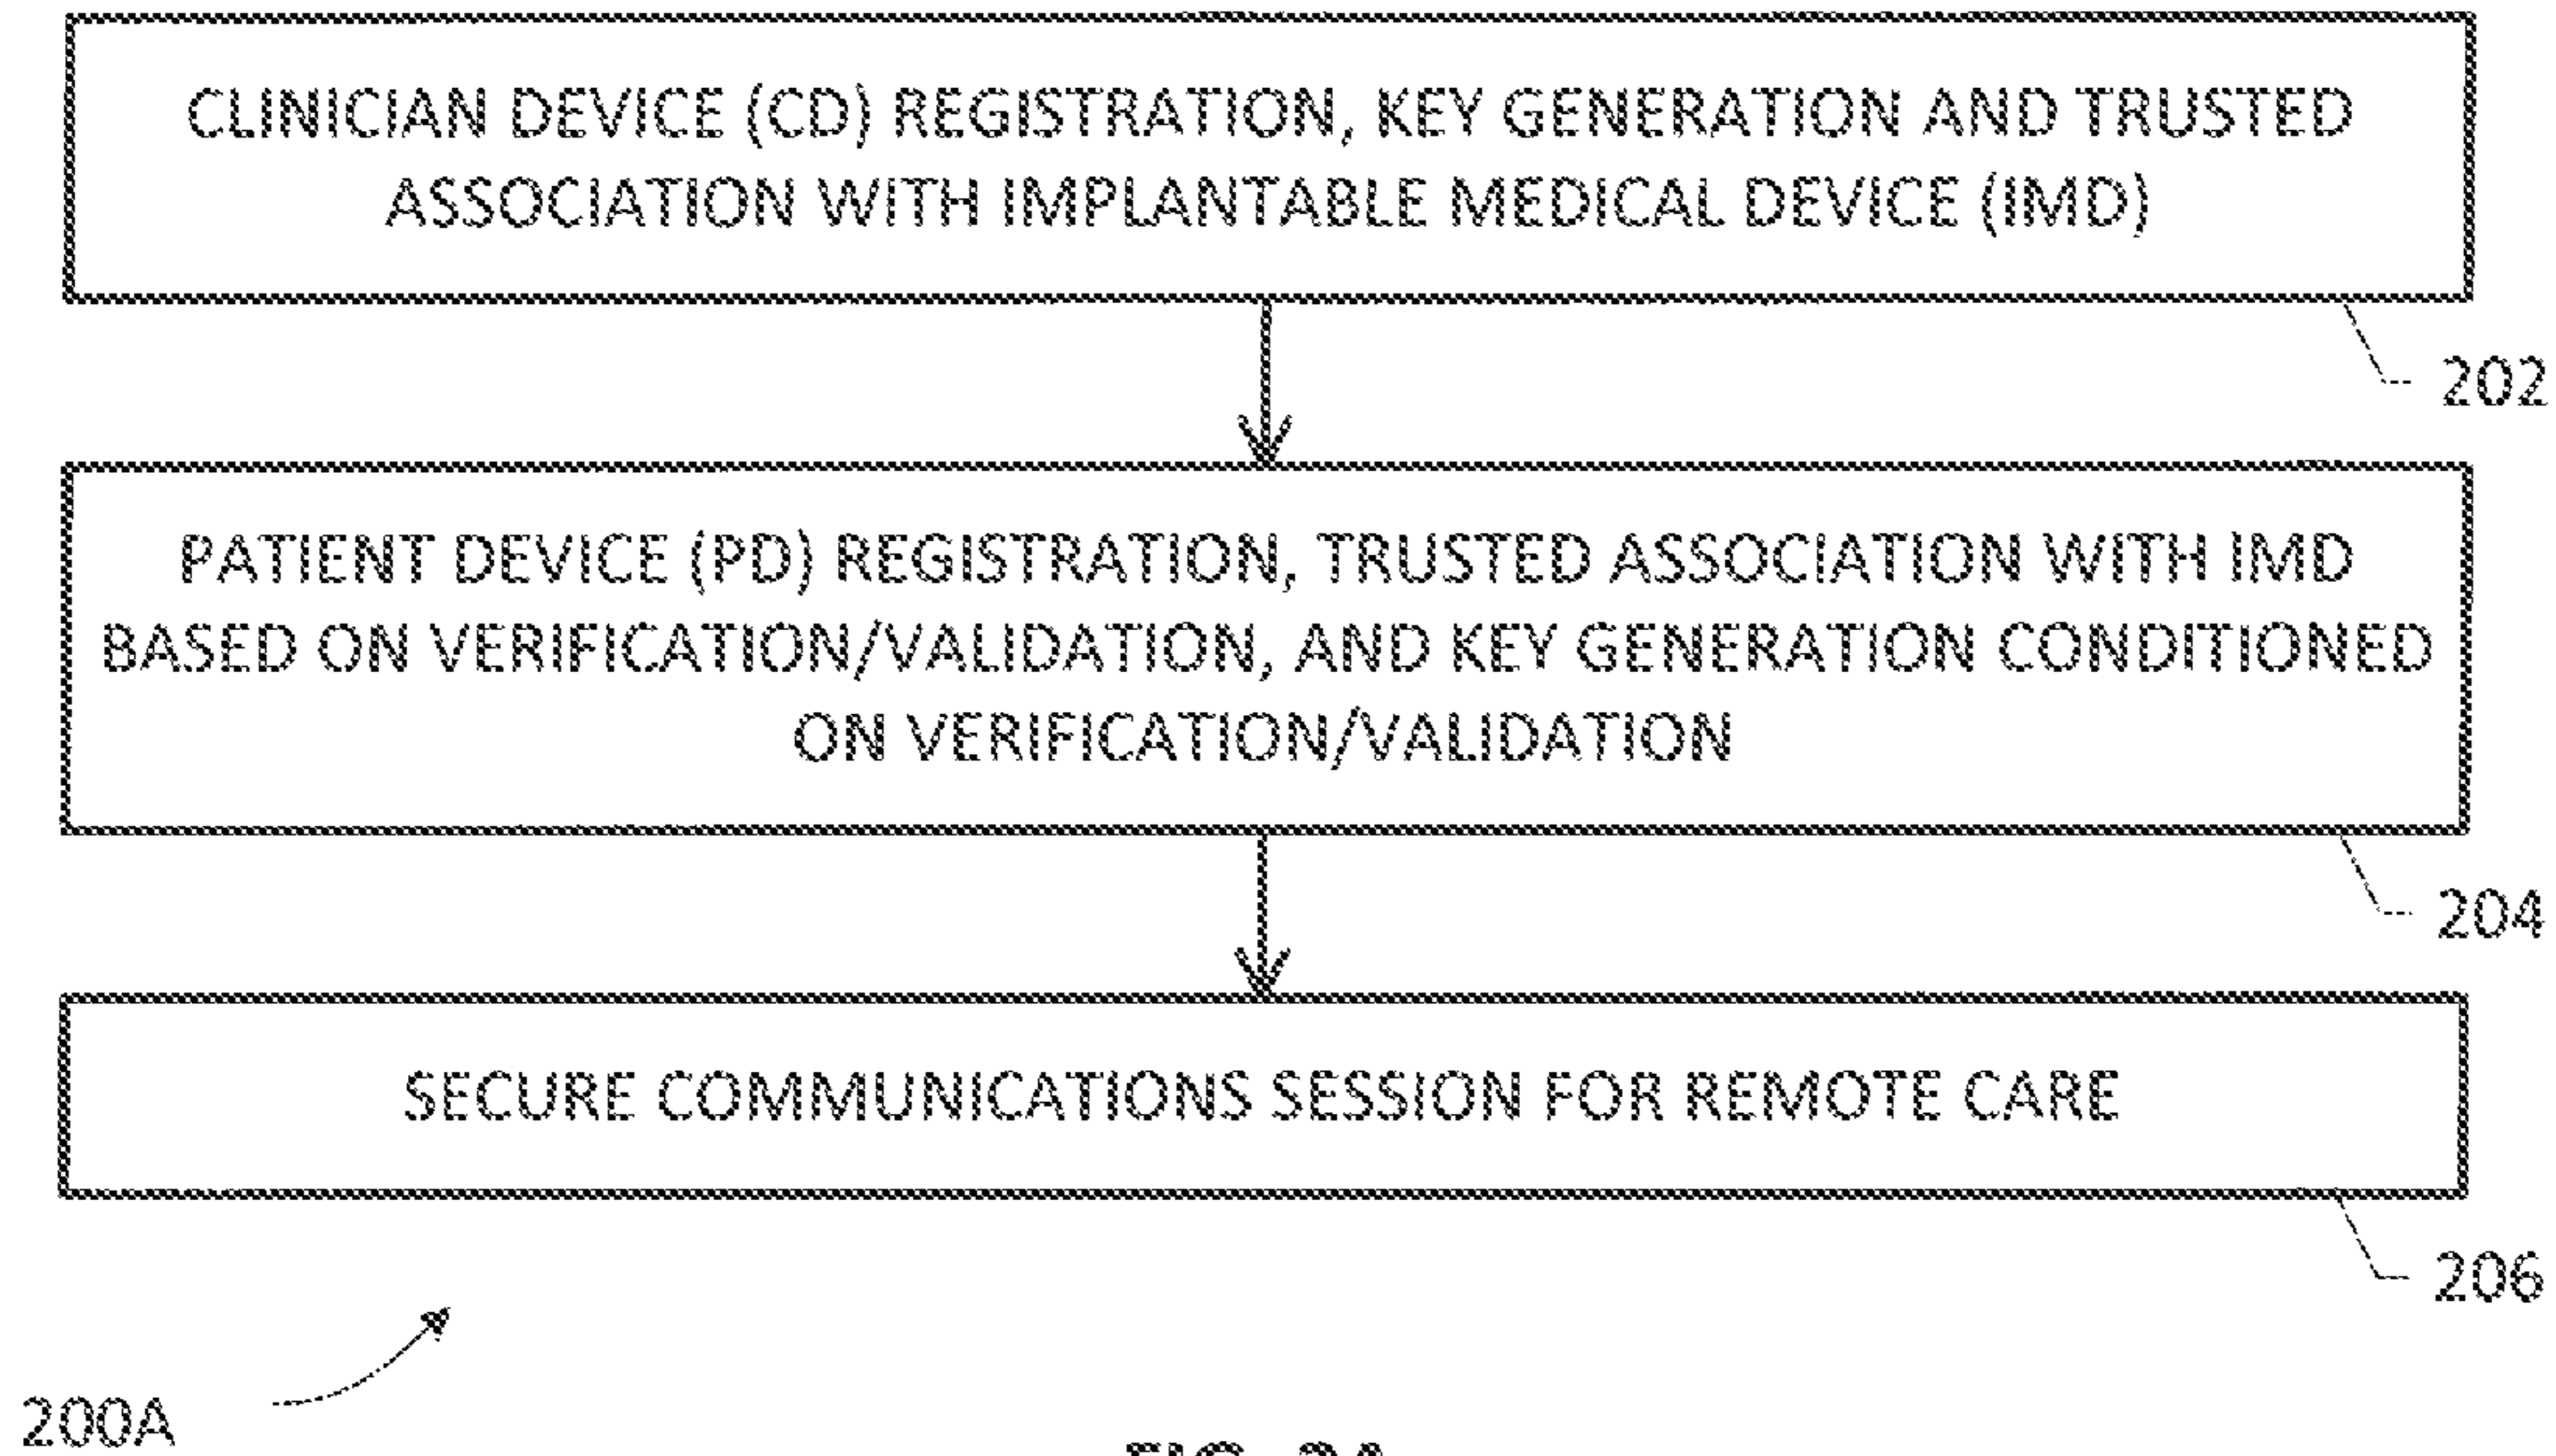 CLINICIAN DEVICE (CD) REGISTRATION, KEY GENERATION AND TRUSTED
ASSOCIATION WITH IMPLANTABLE MEDICAL DEVICE (IMD)
202
PATIENT DEVICE (PD) REGISTRATION, TRUSTED ASSOCIATION WITH IMD
BASED ON VERIFICATION/VALIDATION, AND KEY GENERATION CONDITIONED
ON VERIFICATION/VALIDATION
204
SECURE COMMUNICATIONS SESSION FOR REMOTE CARE
206
200A
FIG. 2A